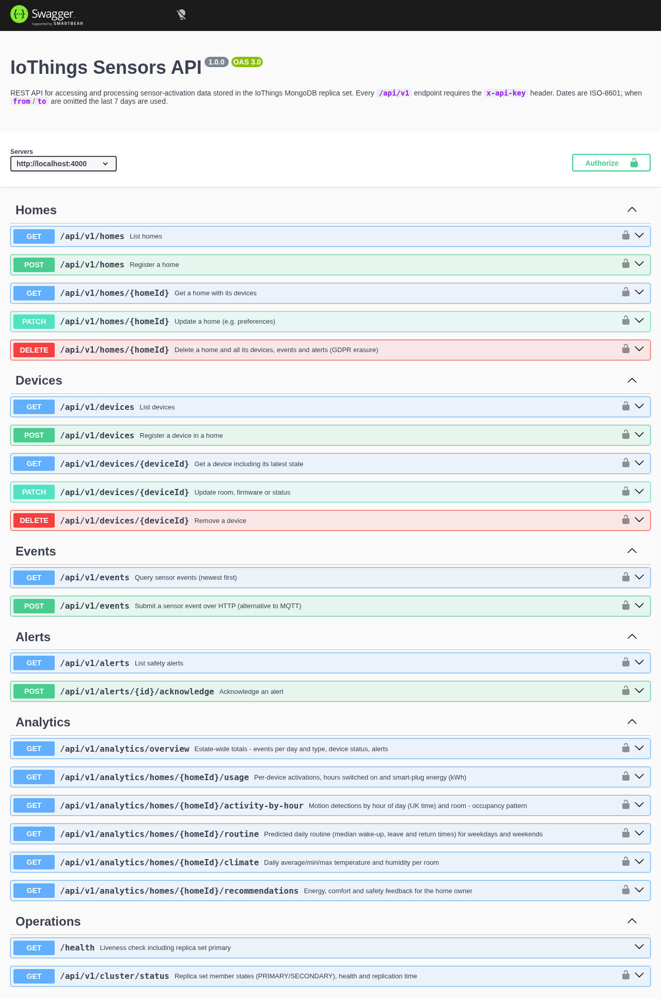 Swagger
Supported by SMARTBEAR
IoThings Sensors API 1.0.0 OAS 3.0
REST API for accessing and processing sensor-activation data stored in the IoThings MongoDB replica set. Every /api/v1 endpoint requires the x-api-key header. Dates are ISO-8601; when
from / to are omitted the last 7 days are used.
Servers
http://localhost:4000
Authorize
Homes
GET /api/v1/homes List homes
POST /api/v1/homes Register a home
GET /api/v1/homes/{homeId} Get a home with its devices
PATCH /api/v1/homes/{homeId} Update a home (e.g. preferences)
DELETE /api/v1/homes/{homeId} Delete a home and all its devices, events and alerts (GDPR erasure)
Devices
GET /api/v1/devices List devices
POST /api/v1/devices Register a device in a home
GET /api/v1/devices/{deviceId} Get a device including its latest state
PATCH /api/v1/devices/{deviceId} Update room, firmware or status
DELETE /api/v1/devices/{deviceId} Remove a device
Events
GET /api/v1/events Query sensor events (newest first)
POST /api/v1/events Submit a sensor event over HTTP (alternative to MQTT)
Alerts
GET /api/v1/alerts List safety alerts
POST /api/v1/alerts/{id}/acknowledge Acknowledge an alert
Analytics
GET /api/v1/analytics/overview Estate-wide totals - events per day and type, device status, alerts
GET /api/v1/analytics/homes/{homeId}/usage Per-device activations, hours switched on and smart-plug energy (kWh)
GET /api/v1/analytics/homes/{homeId}/activity-by-hour Motion detections by hour of day (UK time) and room - occupancy pattern
GET /api/v1/analytics/homes/{homeId}/routine Predicted daily routine (median wake-up, leave and return times) for weekdays and weekends
GET /api/v1/analytics/homes/{homeId}/climate Daily average/min/max temperature and humidity per room
GET /api/v1/analytics/homes/{homeId}/recommendations Energy, comfort and safety feedback for the home owner
Operations
GET /health Liveness check including replica set primary
GET /api/v1/cluster/status Replica set member states (PRIMARY/SECONDARY), health and replication time